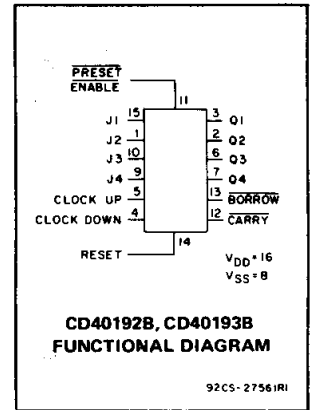 PRESET
ENABLE
11
J1 15 3 Q1
J2 1 2 Q2
J3 10 6 Q3
J4 9 7 Q4
CLOCK UP 5 13 BORROW
CLOCK DOWN 4 12 CARRY
RESET 14
VDD=16
VSS=8
CD40192B, CD40193B
FUNCTIONAL DIAGRAM
92CS-27561R1